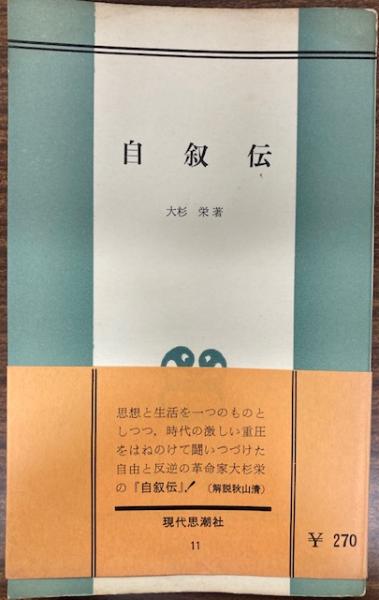 自叙伝
大杉 栄著
思想と生活を一つのものと
しつつ，時代の激しい重圧
をはねのけて闘いつづけた
自由と反逆の革命家大杉栄
の『自叙伝』！ （解説秋山清）
現代思潮社
11
¥ 270